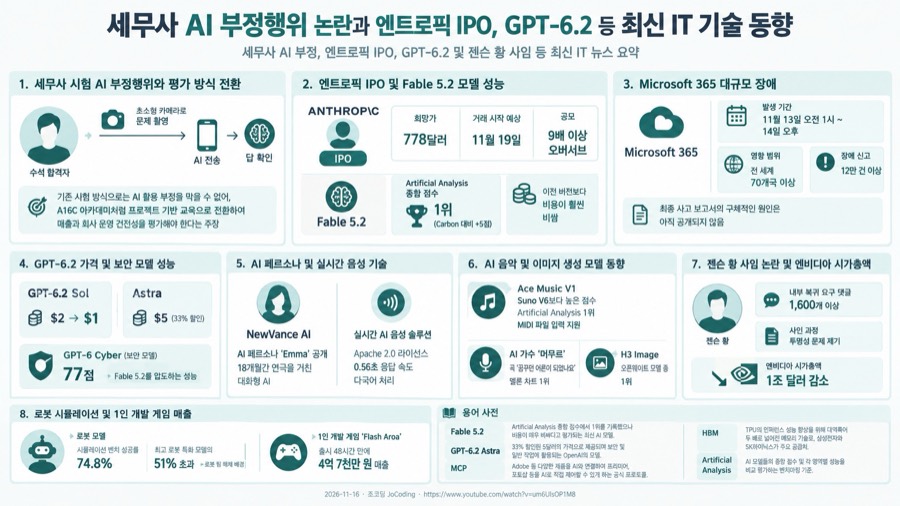 세무사 AI 부정행위 논란과 엔트로픽 IPO, GPT-6.2 등 최신 IT 기술 동향
세무사 AI 부정, 엔트로픽 IPO, GPT-6.2 및 젠슨 황 사임 등 최신 IT 뉴스 요약
1. 세무사 시험 AI 부정행위와 평가 방식 전환
초소형 카메라로
문제 촬영
수석 합격자
AI 전송
답 확인
기존 시험 방식으로는 AI 활용 부정을 막을 수 없어,
A16C 아카데미처럼 프로젝트 기반 교육으로 전환하여
매출과 회사 운영 건전성을 평가해야 한다는 주장
2. 엔트로픽 IPO 및 Fable 5.2 모델 성능
ANTHROP\C
IPO
희망가
778달러
거래 시작 예상
11월 19일
공모
9배 이상
오버서브
Fable 5.2
Artificial Analysis
종합 점수
1위
(Carbon 대비 +5점)
이전 버전보다
비용이 훨씬
비쌈
3. Microsoft 365 대규모 장애
Microsoft 365
발생 기간
11월 13일 오전 1시 ~
14일 오후
영향 범위
전 세계
70개국 이상
장애 신고
12만 건 이상
최종 사고 보고서의 구체적인 원인은
아직 공개되지 않음
4. GPT-6.2 가격 및 보안 모델 성능
GPT-6.2 Sol
$2 → $1
Astra
$5 (33% 할인)
GPT-6 Cyber (보안 모델)
77점
Fable 5.2를 압도하는 성능
5. AI 페르소나 및 실시간 음성 기술
NewVance AI
AI 페르소나 'Emma' 공개
18개월간 연극을 거친
대화형 AI
실시간 AI 음성 솔루션
Apache 2.0 라이선스
0.56초 응답 속도
다국어 처리
6. AI 음악 및 이미지 생성 모델 동향
Ace Music V1
Suno V6보다 높은 점수
Artificial Analysis 1위
MIDI 파일 입력 지원
AI 가수 '머무르'
멜론 차트 1위
H3 Image
오픈웨이트 모델 중
1위
7. 젠슨 황 사임 논란 및 엔비디아 시가총액
젠슨 황
내부 복귀 요구 댓글
1,600개 이상
사인 과정
투명성 문제 제기
엔비디아 시가총액
1조 달러 감소
8. 로봇 시뮬레이션 및 1인 개발 게임 매출
로봇 모델
시뮬레이션 벤치 성공률
74.8%
최고 로봇 특화 모델의
51% 초과
1인 개발 게임 'Flash Aroa'
출시 48시간 만에
4억 7천만 원 매출
용어 사전
Fable 5.2
Artificial Analysis 종합 점수에서 1위를 기록했으나
비용이 매우 비싸다고 평가되는 최신 AI 모델.
GPT-6.2 Astra
33% 할인된 5달러의 가격으로 제공되며 보안 및
일반 작업에 활용되는 OpenAI의 모델.
MCP
Adobe 등 다양한 제품을 AI와 연결하여 프리미어,
포토샵 등을 AI로 직접 제어할 수 있게 하는 공식 프로토콜.
HBM
TPU의 인퍼런스 성능 향상을 위해 대역폭이
두 배로 넓어진 메모리 기술로, 삼성전자와
SK하이닉스가 주요 공급처.
Artificial
Analysis
AI 모델들의 종합 점수 및 각 영역별 성능을
비교 평가하는 벤치마킹 기준.
2026-11-16 · 조코딩 JoCoding · https://www.youtube.com/watch?v=um6UIsOP1M8